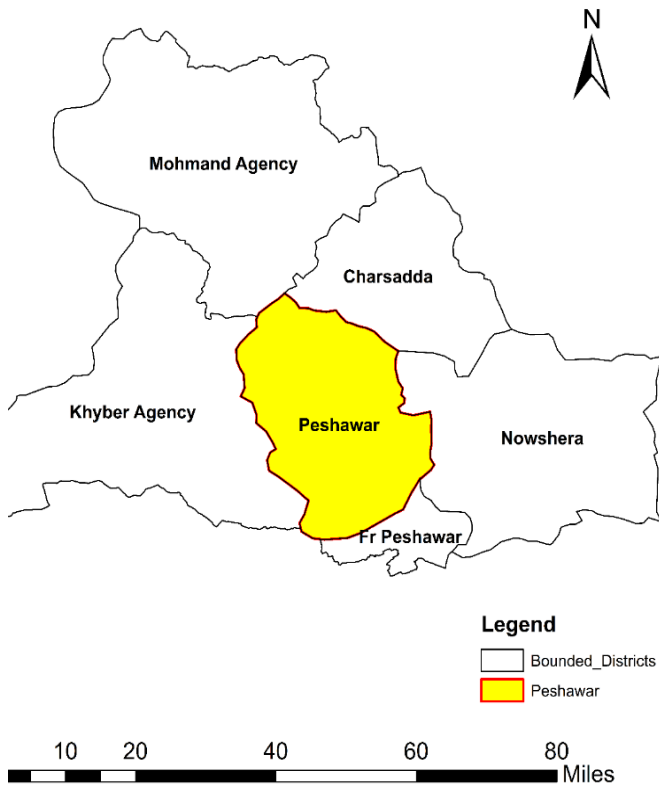 N
Mohmand Agency
Charsadda
Khyber Agency
Peshawar
Nowshera
Fr Peshawar
Legend
Bounded_Districts
Peshawar
10 20 40 60 80
Miles